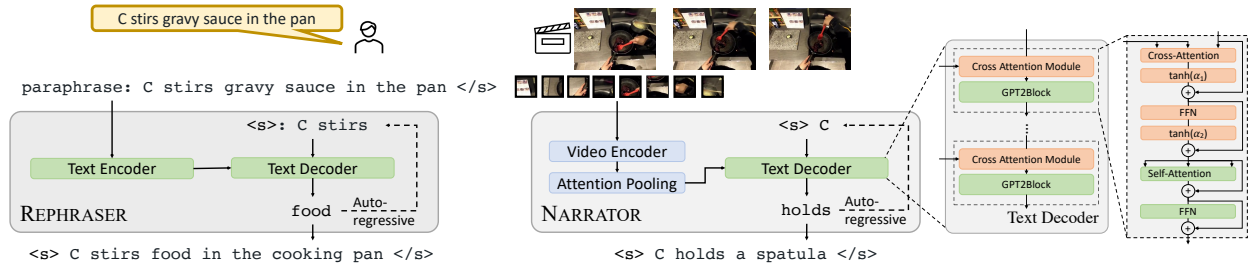 C stirs gravy sauce in the pan
paraphrase: C stirs gravy sauce in the pan </s>
<s>: C stirs
Text Encoder
Text Decoder
food
Auto-
regressive
REPHRASER
<s> C stirs food in the cooking pan </s>
<s> C
Video Encoder
Attention Pooling
Text Decoder
holds
Auto-
regressive
NARRATOR
<s> C holds a spatula </s>
Cross Attention Module
GPT2Block
Cross Attention Module
GPT2Block
Text Decoder
Cross-Attention
tanh(α₁)
FFN
tanh(α₂)
Self-Attention
FFN